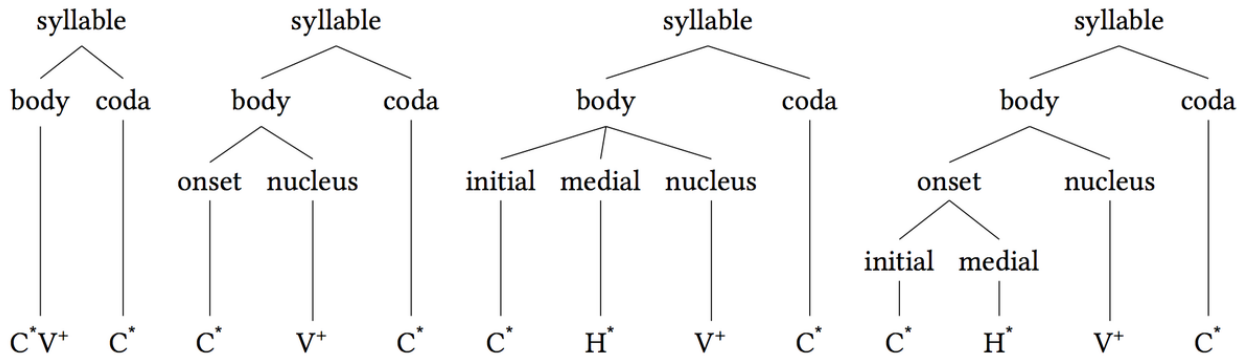 syllable syllable syllable syllable
body coda body coda body coda body coda
onset nucleus initial medial nucleus onset nucleus
initial medial
C*V+ C* C* V+ C* C* H* V+ C* C* H* V+ C*